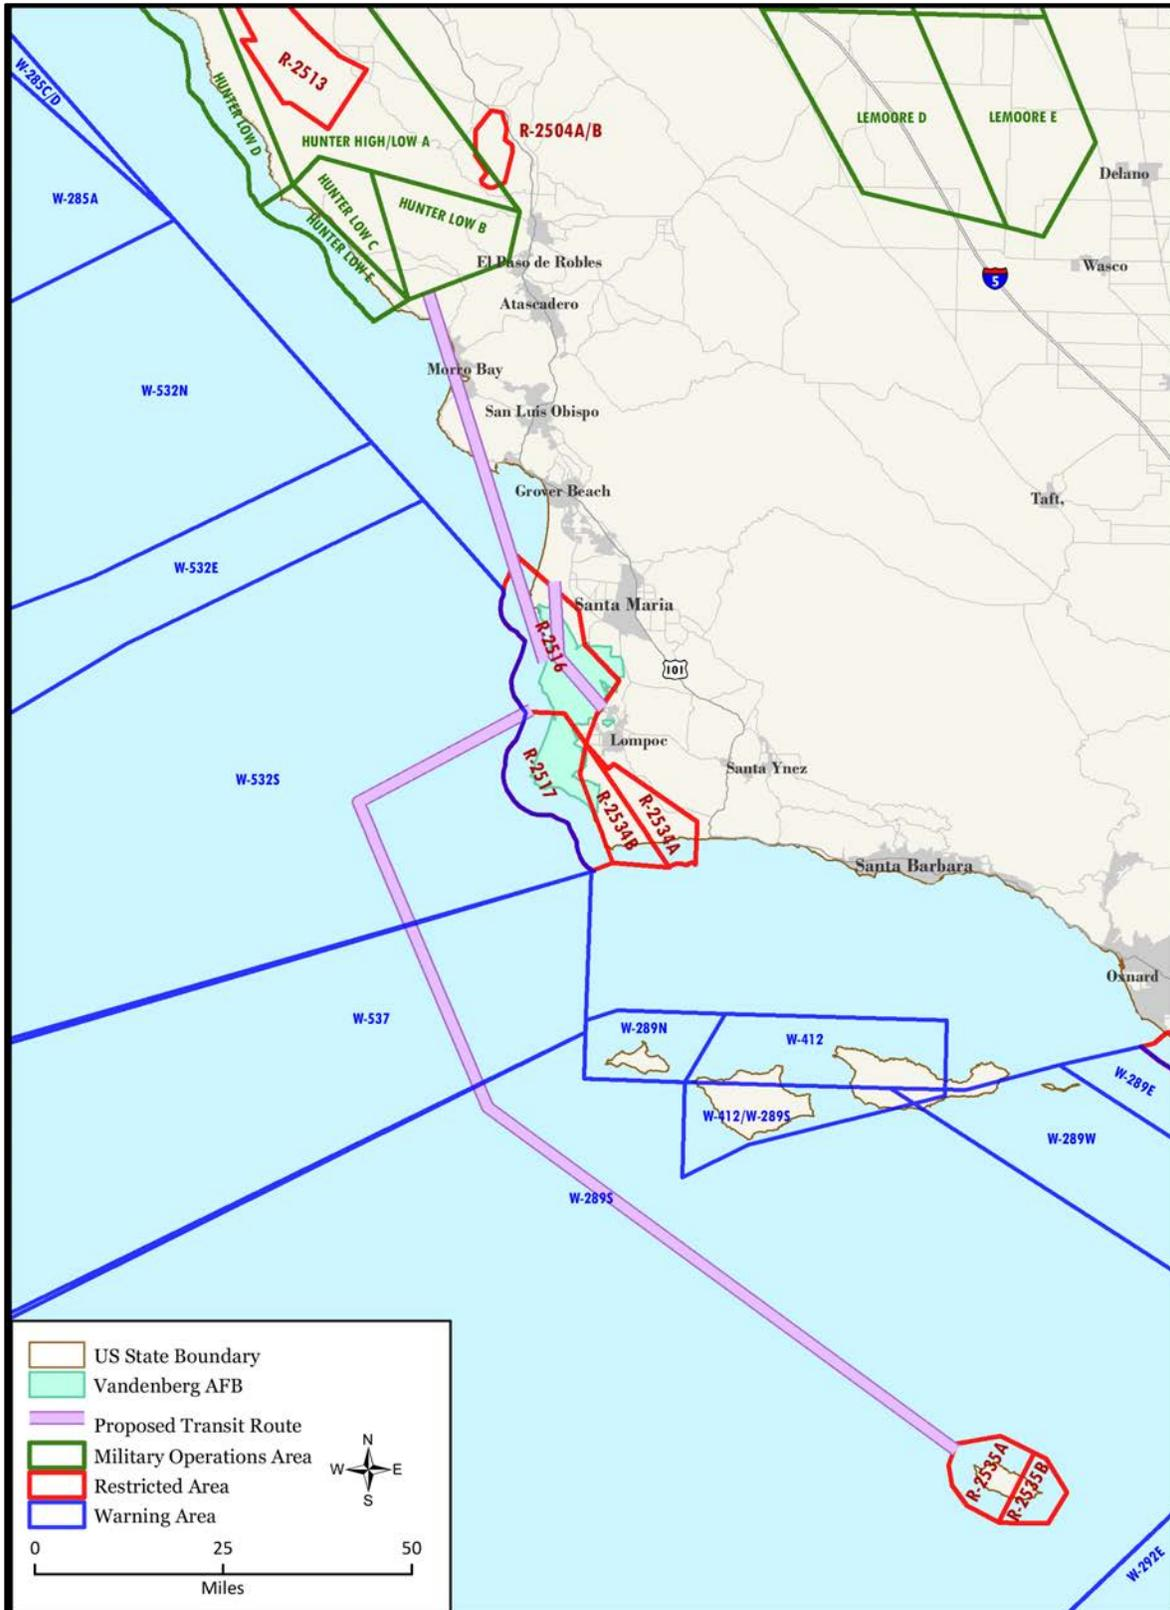 R-2513
W-285C/D
HUNTER LOW D
HUNTER HIGH/LOW A
R-2504A/B
LEMOORE D
LEMOORE E
Delano
W-285A
HUNTER LOW C
HUNTER LOW B
HUNTER LOW E
El Paso de Robles
Wasco
5
Atascadero
Morro Bay
W-532N
San Luis Obispo
Grover Beach
Taft,
W-532E
Santa Maria
R-2516
101
Lompoc
Santa Ynez
W-532S
R-2517
R-2534B
R-2534A
Santa Barbara
Oxnard
W-537
W-289N
W-412
W-289E
W-412/W-289S
W-289W
W-289S
R-2535A
R-2535B
W-292E
US State Boundary
Vandenberg AFB
Proposed Transit Route
Military Operations Area
Restricted Area
Warning Area
N
W E
S
0 25 50
Miles